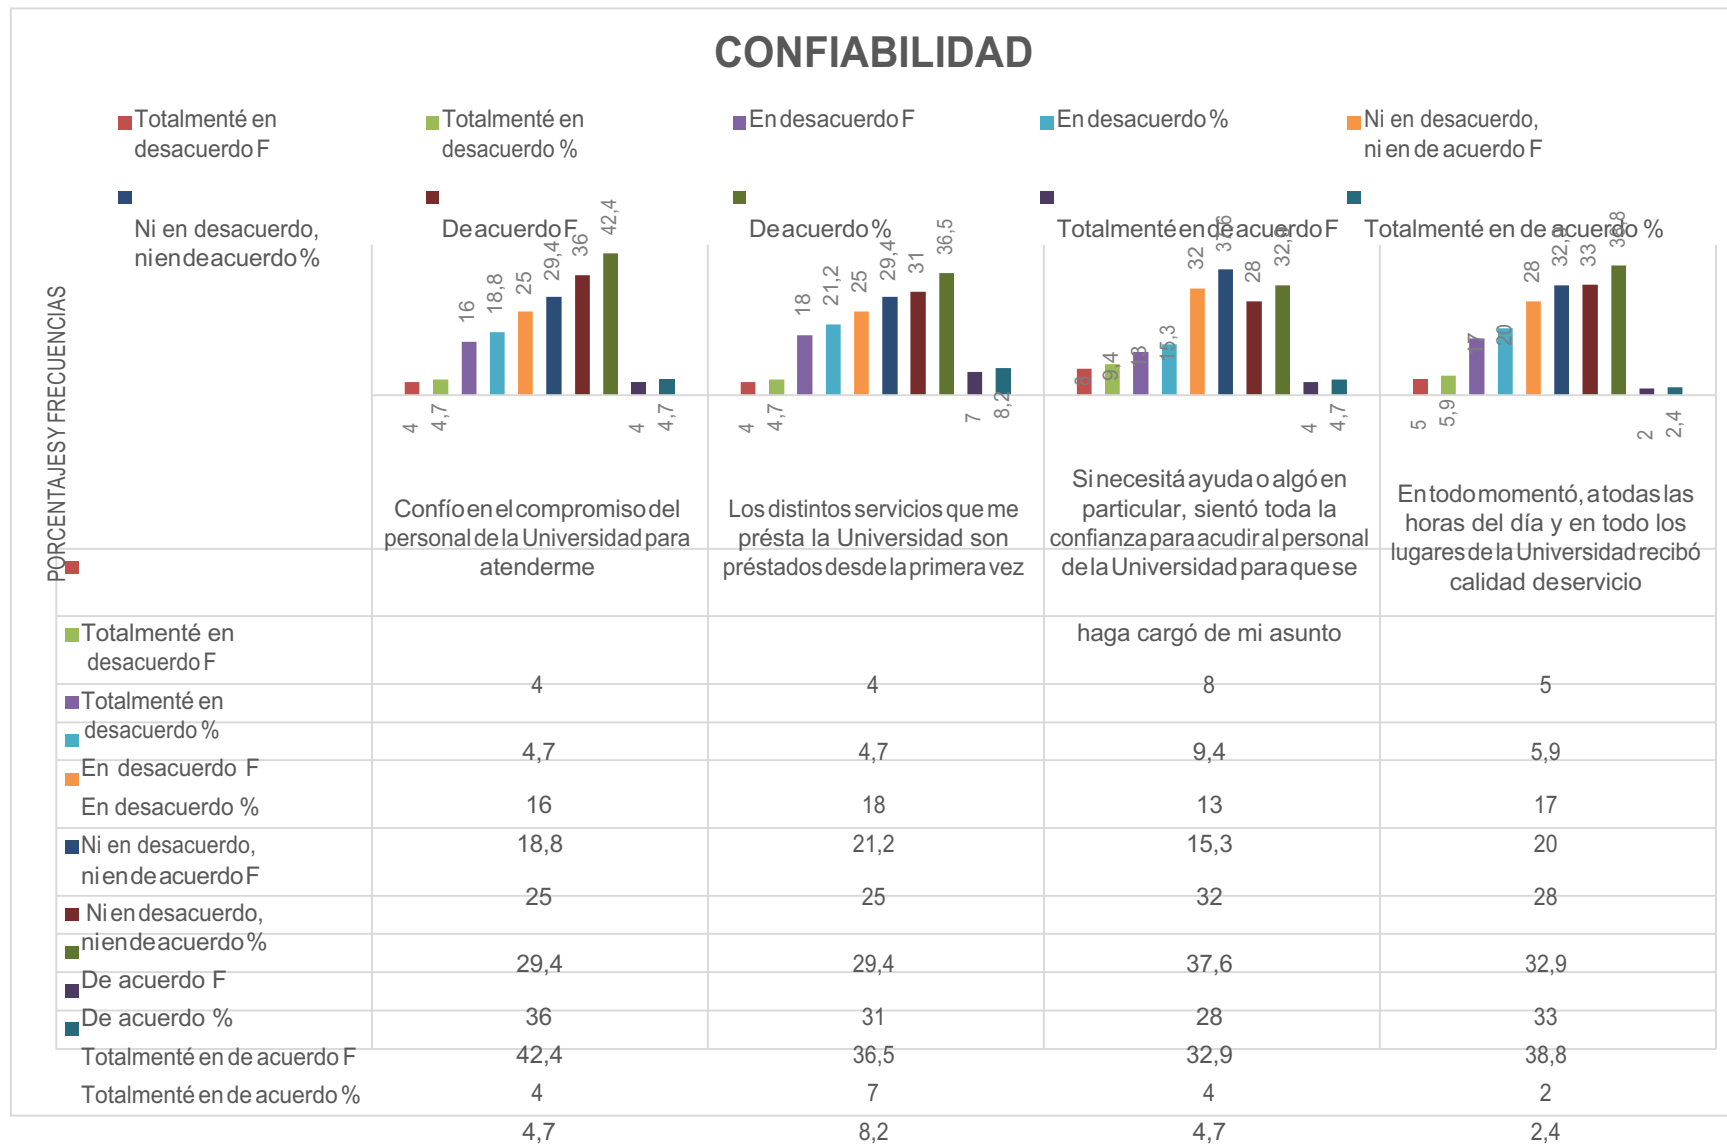 CONFIABILIDAD
Totalmenté en
desacuerdo F
Totalmenté en
desacuerdo %
En desacuerdo F
En desacuerdo %
Ni en desacuerdo,
ni en de acuerdo F
Ni en desacuerdo,
ni en de acuerdo %
De acuerdo F
De acuerdo %
Totalmenté en de acuerdo F
Totalmenté en de acuerdo %
PORCENTAJES Y FRECUENCIAS
4
4,7
16
18,8
25
29,4
36
42,4
4
4,7
4
4,7
18
21,2
25
29,4
31
36,5
7
8,2
8
9,4
13
15,3
32
37,6
28
32,9
4
4,7
5
5,9
17
20
28
32,9
33
38,8
2
2,4
Confío en el compromiso del
personal de la Universidad para
atenderme
Los distintos servicios que me
présta la Universidad son
préstados desde la primera vez
Si necesitá ayuda o algó en
particular, sientó toda la
confianza para acudir al personal
de la Universidad para que se
haga cargó de mi asunto
En todo momentó, a todas las
horas del día y en todo los
lugares de la Universidad recibó
calidad de servicio
Totalmenté en
desacuerdo F
4 4 8 5
Totalmenté en
desacuerdo %
4,7 4,7 9,4 5,9
En desacuerdo F
En desacuerdo % 16 18 13 17
Ni en desacuerdo, 18,8 21,2 15,3 20
ni en de acuerdo F
25 25 32 28
Ni en desacuerdo,
ni en de acuerdo %
29,4 29,4 37,6 32,9
De acuerdo F
De acuerdo % 36 31 28 33
Totalmenté en de acuerdo F 42,4 36,5 32,9 38,8
Totalmenté en de acuerdo % 4 7 4 2
4,7 8,2 4,7 2,4